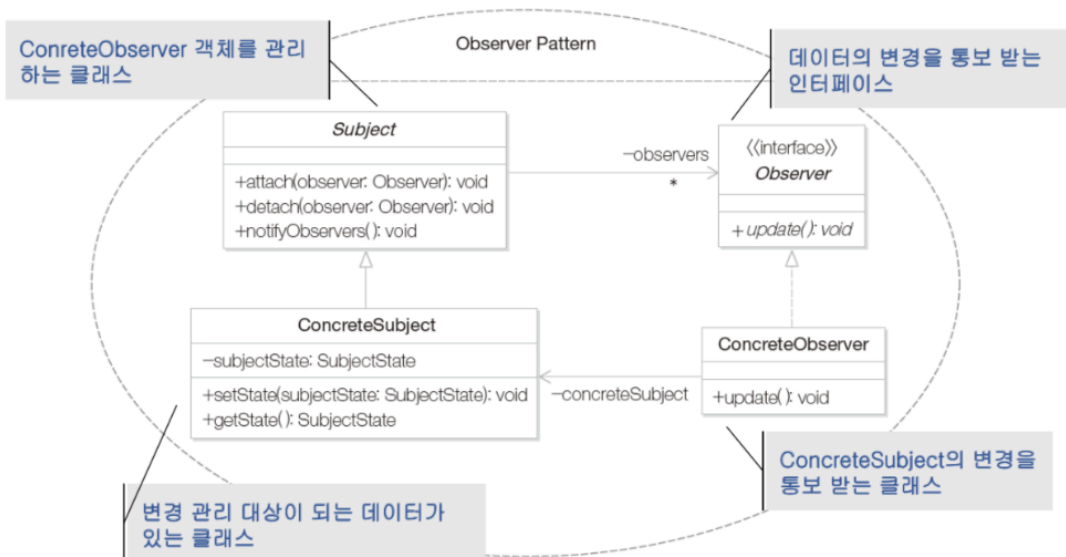 ConreteObserver 객체를 관리
하는 클래스
Observer Pattern
데이터의 변경을 통보 받는
인터페이스
Subject
+attach(observer: Observer): void
+detach(observer: Observer): void
+notifyObservers(): void
−observers
*
《interface》
Observer
+update(): void
ConcreteSubject
−subjectState: SubjectState
+setState(subjectState: SubjectState): void
+getState(): SubjectState
−concreteSubject
ConcreteObserver
+update(): void
ConcreteSubject의 변경을
통보 받는 클래스
변경 관리 대상이 되는 데이터가
있는 클래스